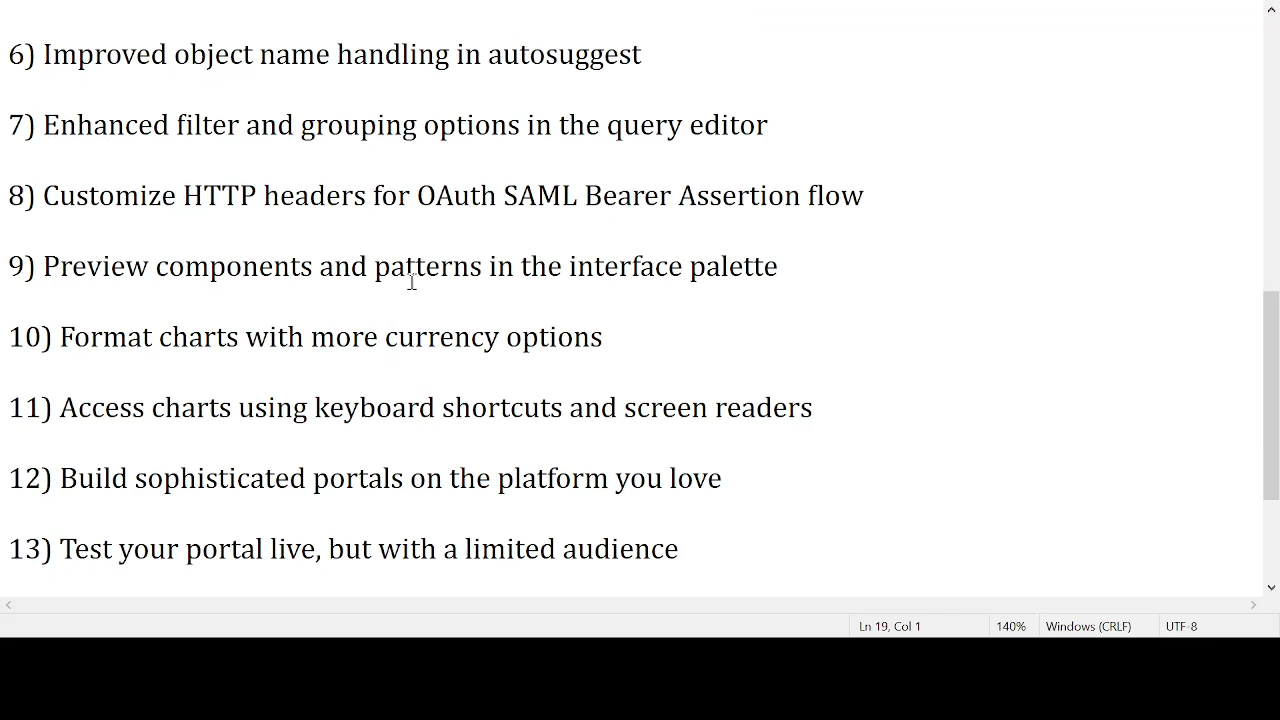 6) Improved object name handling in autosuggest
7) Enhanced filter and grouping options in the query editor
8) Customize HTTP headers for OAuth SAML Bearer Assertion flow
9) Preview components and patterns in the interface palette
10) Format charts with more currency options
11) Access charts using keyboard shortcuts and screen readers
12) Build sophisticated portals on the platform you love
13) Test your portal live, but with a limited audience
Ln 19, Col 1 140% Windows (CRLF) UTF-8